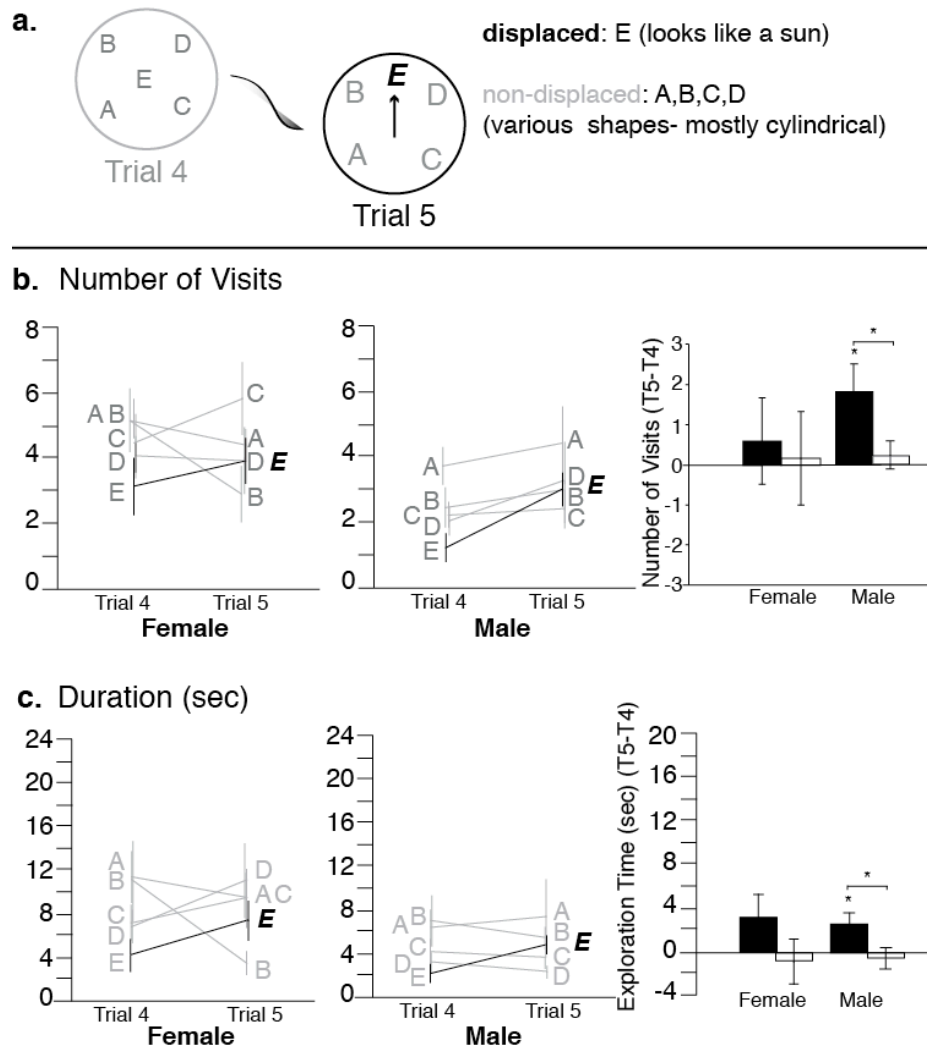 a.
B D
E
A C
Trial 4
E
B D
A C
Trial 5
displaced: E (looks like a sun)
non-displaced: A,B,C,D
(various shapes- mostly cylindrical)
b. Number of Visits
8
6
4
2
0
A B
C
D
E
C
A
D E
B
Trial 4 Trial 5
Female
8
6
4
2
0
A
B
C
D
E
A
D
E
B
C
Trial 4 Trial 5
Male
Number of Visits (T5-T4)
3
2
1
0
-1
-2
-3
*
*
Female Male
c. Duration (sec)
24
20
16
12
8
4
0
A
B
C
D
E
D
A C
E
B
Trial 4 Trial 5
Female
24
20
16
12
8
4
0
A B
C
D
E
A
B
E
C
D
Trial 4 Trial 5
Male
Exploration Time (sec) (T5-T4)
20
16
12
8
4
0
-4
*
*
Female Male